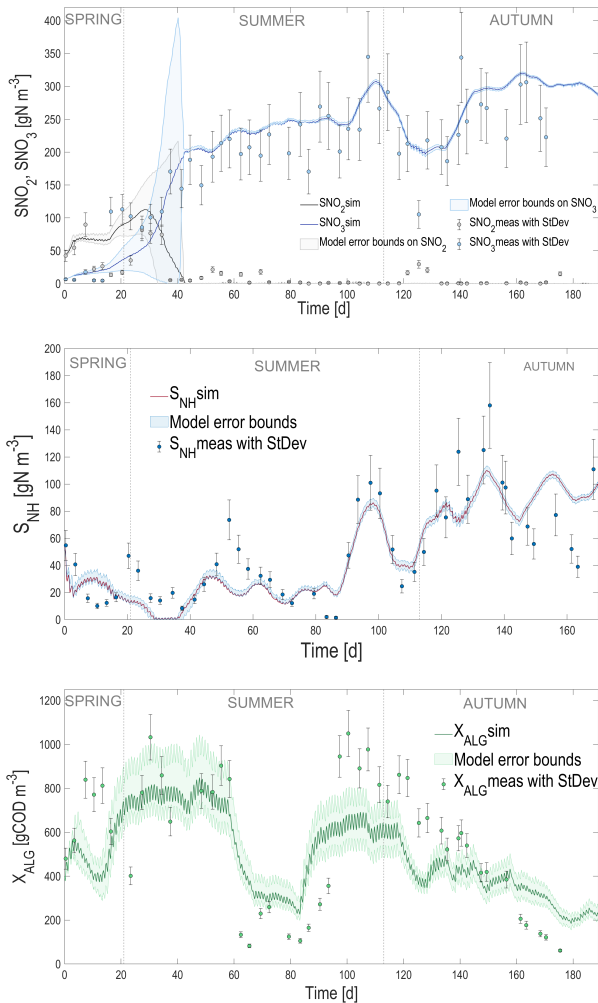 SPRING SUMMER AUTUMN
400
350
300
250
200
150
100
50
0
SNO2, SNO3 [gN m-3]
SNO2sim
SNO3sim
Model error bounds on SNO2
Model error bounds on SNO3
SNO2meas with StDev
SNO3meas with StDev
0 20 40 60 80 100 120 140 160 180
Time [d]
SPRING SUMMER AUTUMN
200
180
160
140
120
100
80
60
40
20
0
SNH [gN m-3]
SNHsim
Model error bounds
SNHmeas with StDev
0 20 40 60 80 100 120 140 160
Time [d]
SPRING SUMMER AUTUMN
1200
1000
800
600
400
200
0
XALG [gCOD m-3]
XALGsim
Model error bounds
XALGmeas with StDev
0 20 40 60 80 100 120 140 160 180
Time [d]